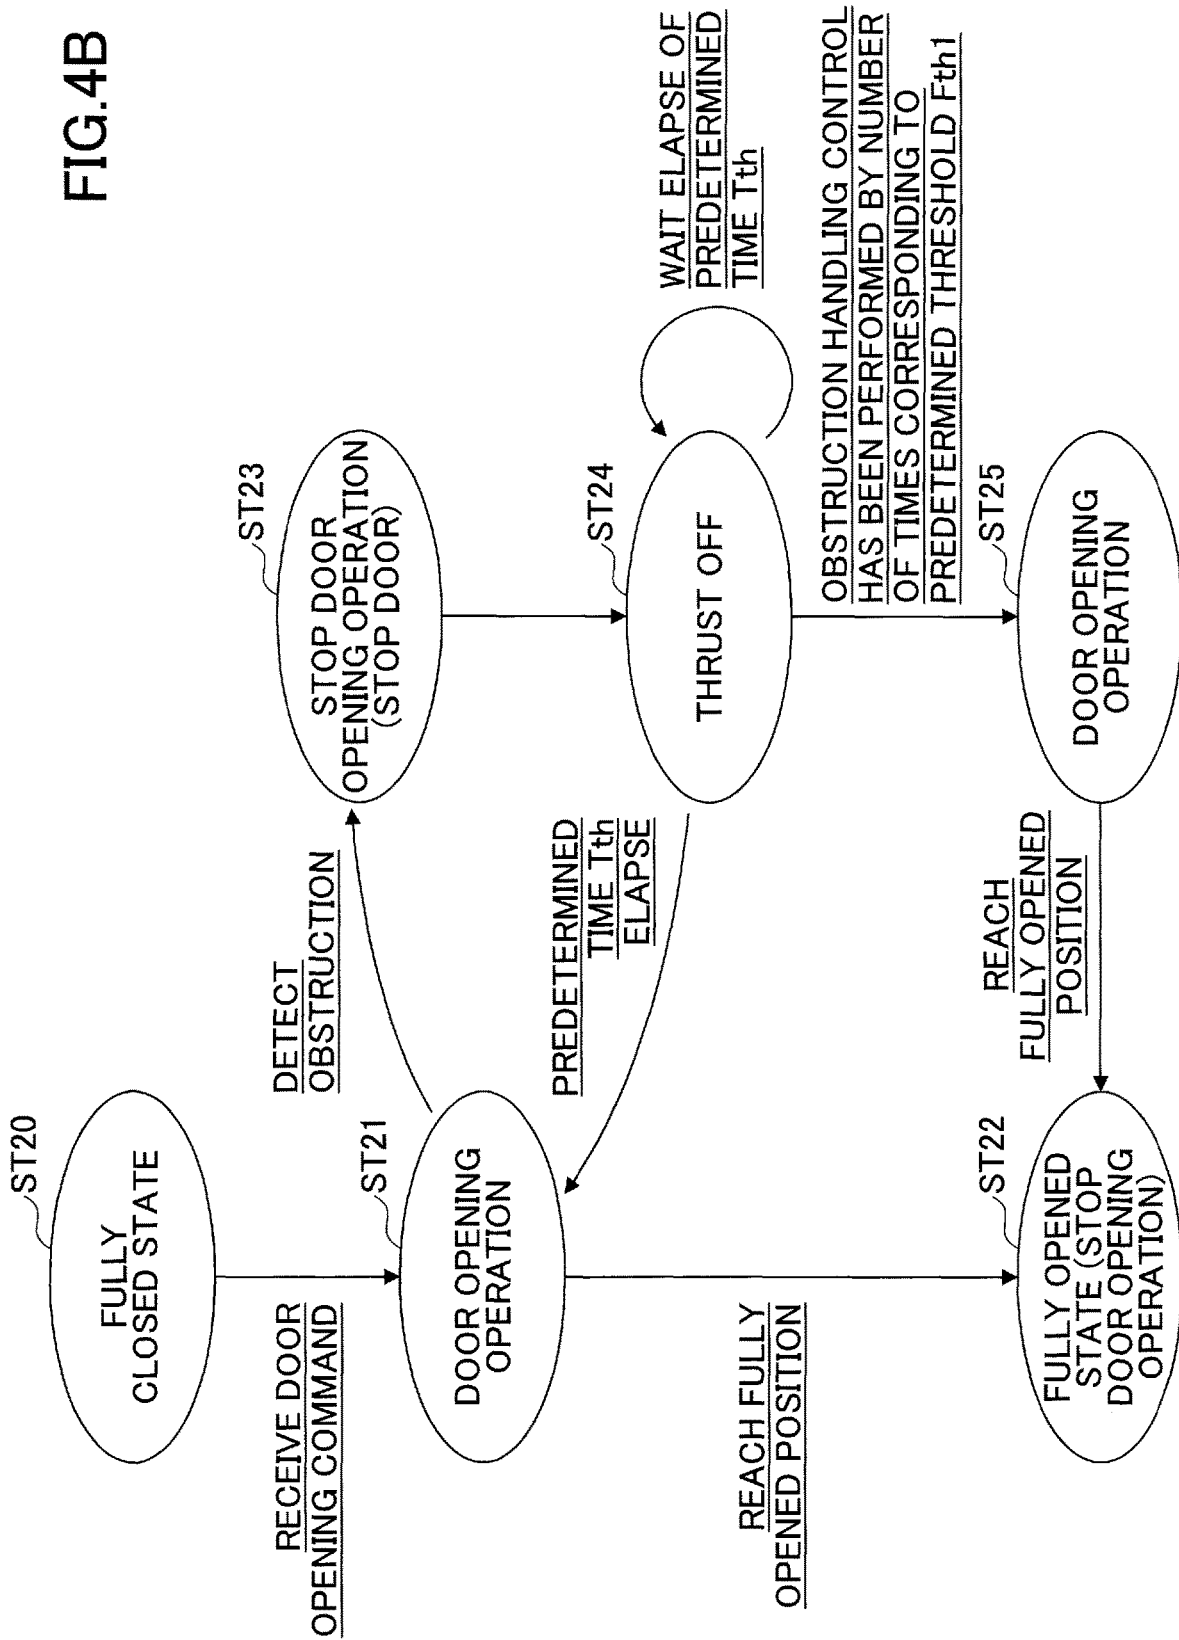 FIG.4B
ST20
FULLY
CLOSED STATE
RECEIVE DOOR
OPENING COMMAND
ST21
DOOR OPENING
OPERATION
DETECT
OBSTRUCTION
ST23
STOP DOOR
OPENING OPERATION
(STOP DOOR)
ST24
THRUST OFF
WAIT ELAPSE OF
PREDETERMINED
TIME Tth
PREDETERMINED
TIME Tth
ELAPSE
OBSTRUCTION HANDLING CONTROL
HAS BEEN PERFORMED BY NUMBER
OF TIMES CORRESPONDING TO
PREDETERMINED THRESHOLD Fth1
ST25
DOOR OPENING
OPERATION
REACH
FULLY OPENED
POSITION
REACH FULLY
OPENED POSITION
ST22
FULLY OPENED
STATE (STOP
DOOR OPENING
OPERATION)